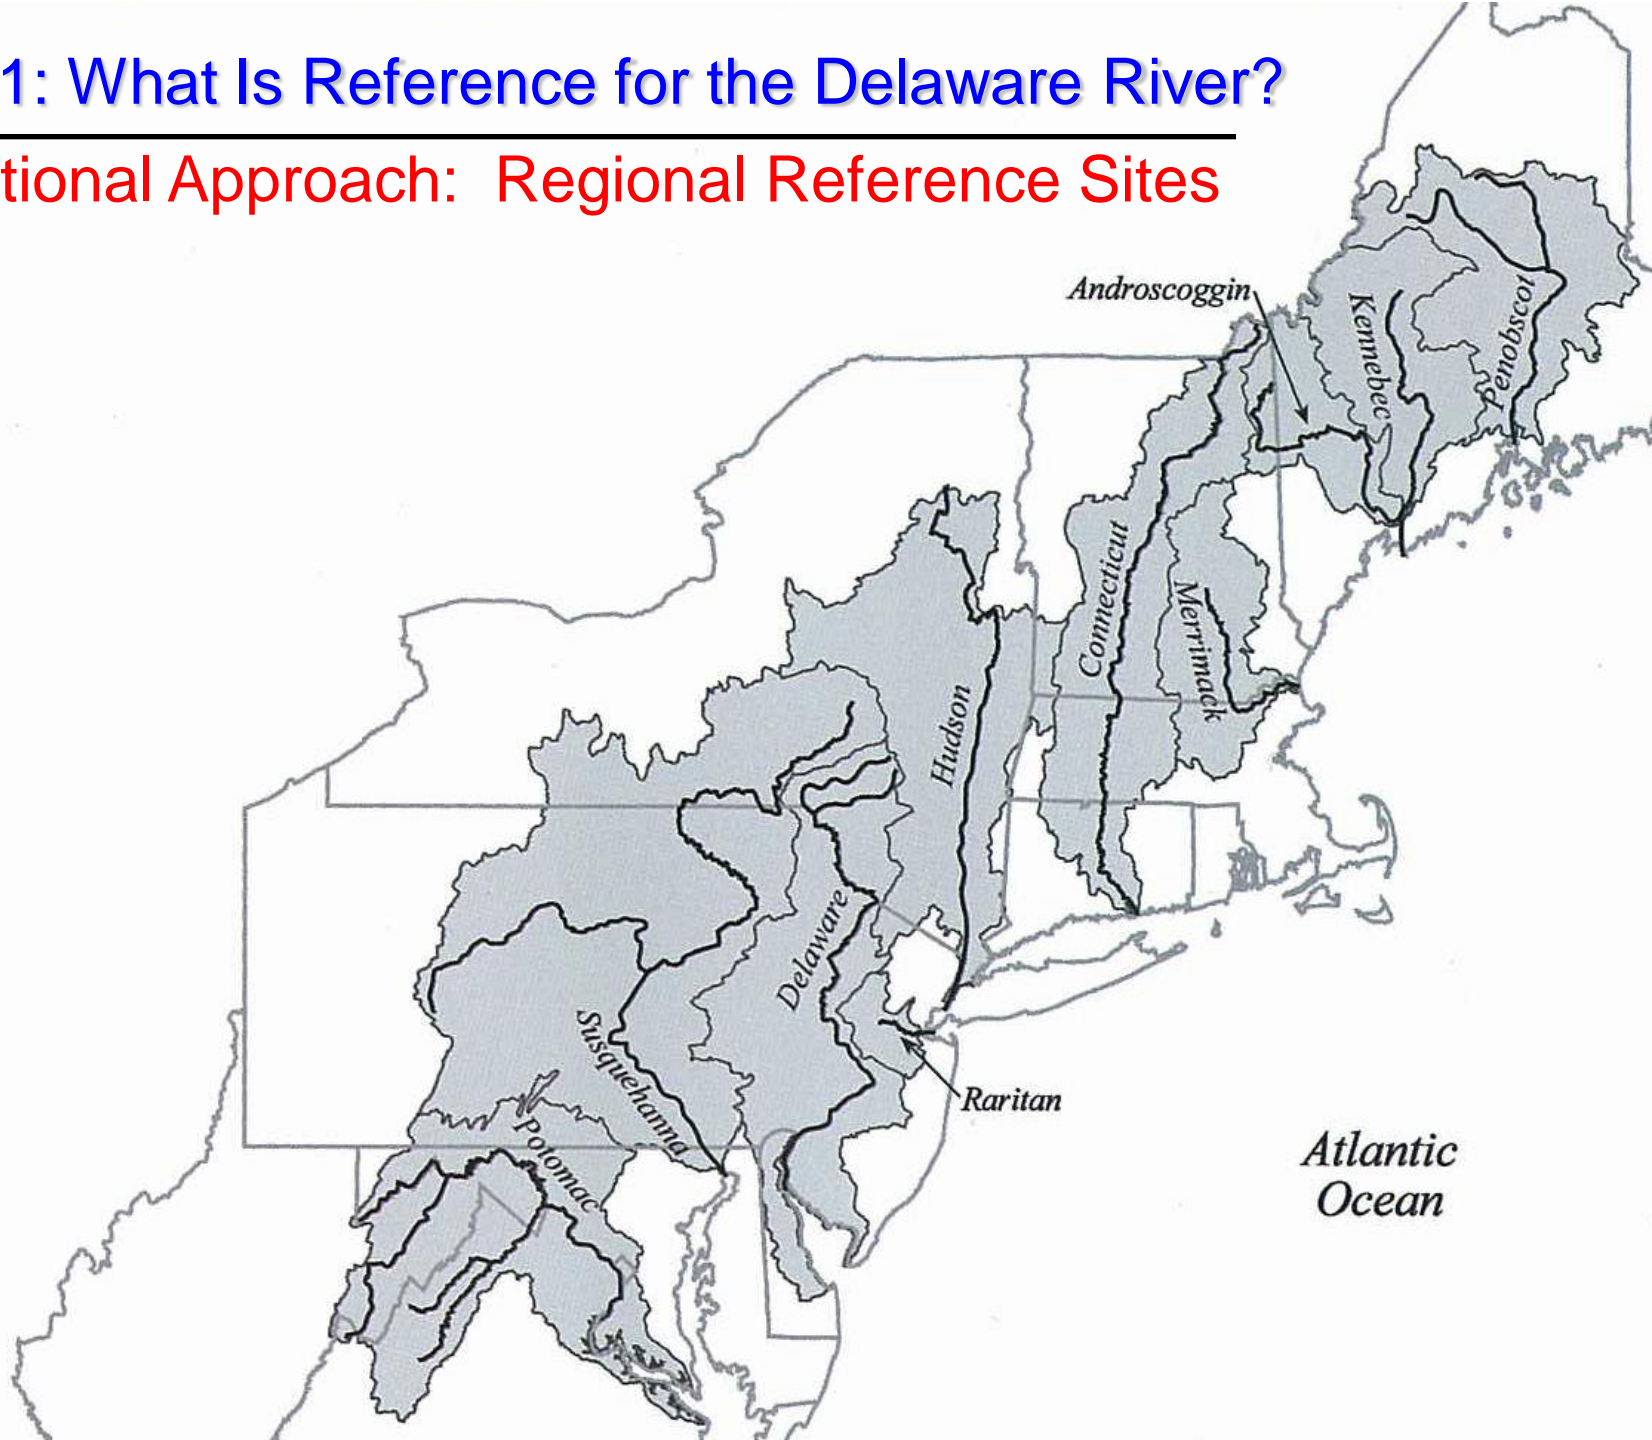 1: What Is Reference for the Delaware River?
tional Approach: Regional Reference Sites
Androscoggin
Kennebec
Penobscot
Connecticut
Merrimack
Hudson
Delaware
Susquehanna
Raritan
Potomac
Atlantic
Ocean